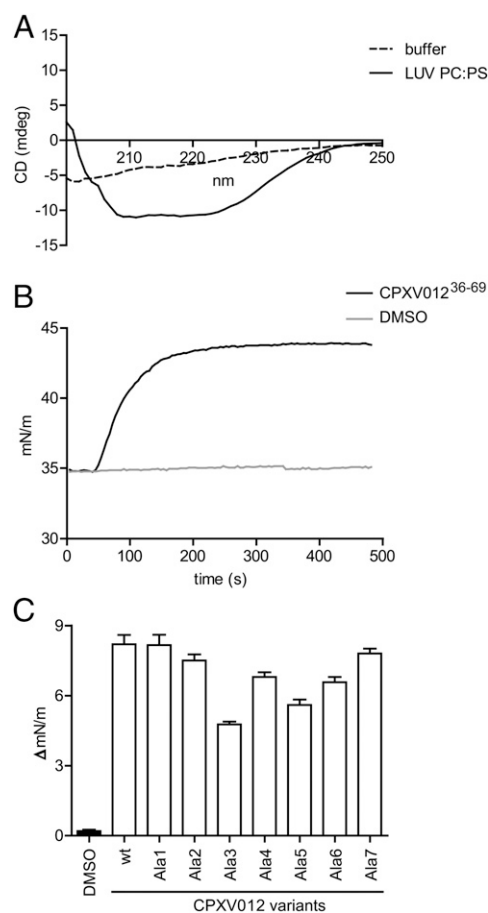 A
15
10
5
0
-5
-10
-15
CD (mdeg)
210 220 230 240 250
nm
buffer
LUV PC:PS
B
CPXV012³⁶⁻⁶⁹
DMSO
45
40
35
30
mN/m
0 100 200 300 400 500
time (s)
C
9
6
3
0
Δ mN/m
DMSO
wt
Ala1
Ala2
Ala3
Ala4
Ala5
Ala6
Ala7
CPXV012 variants